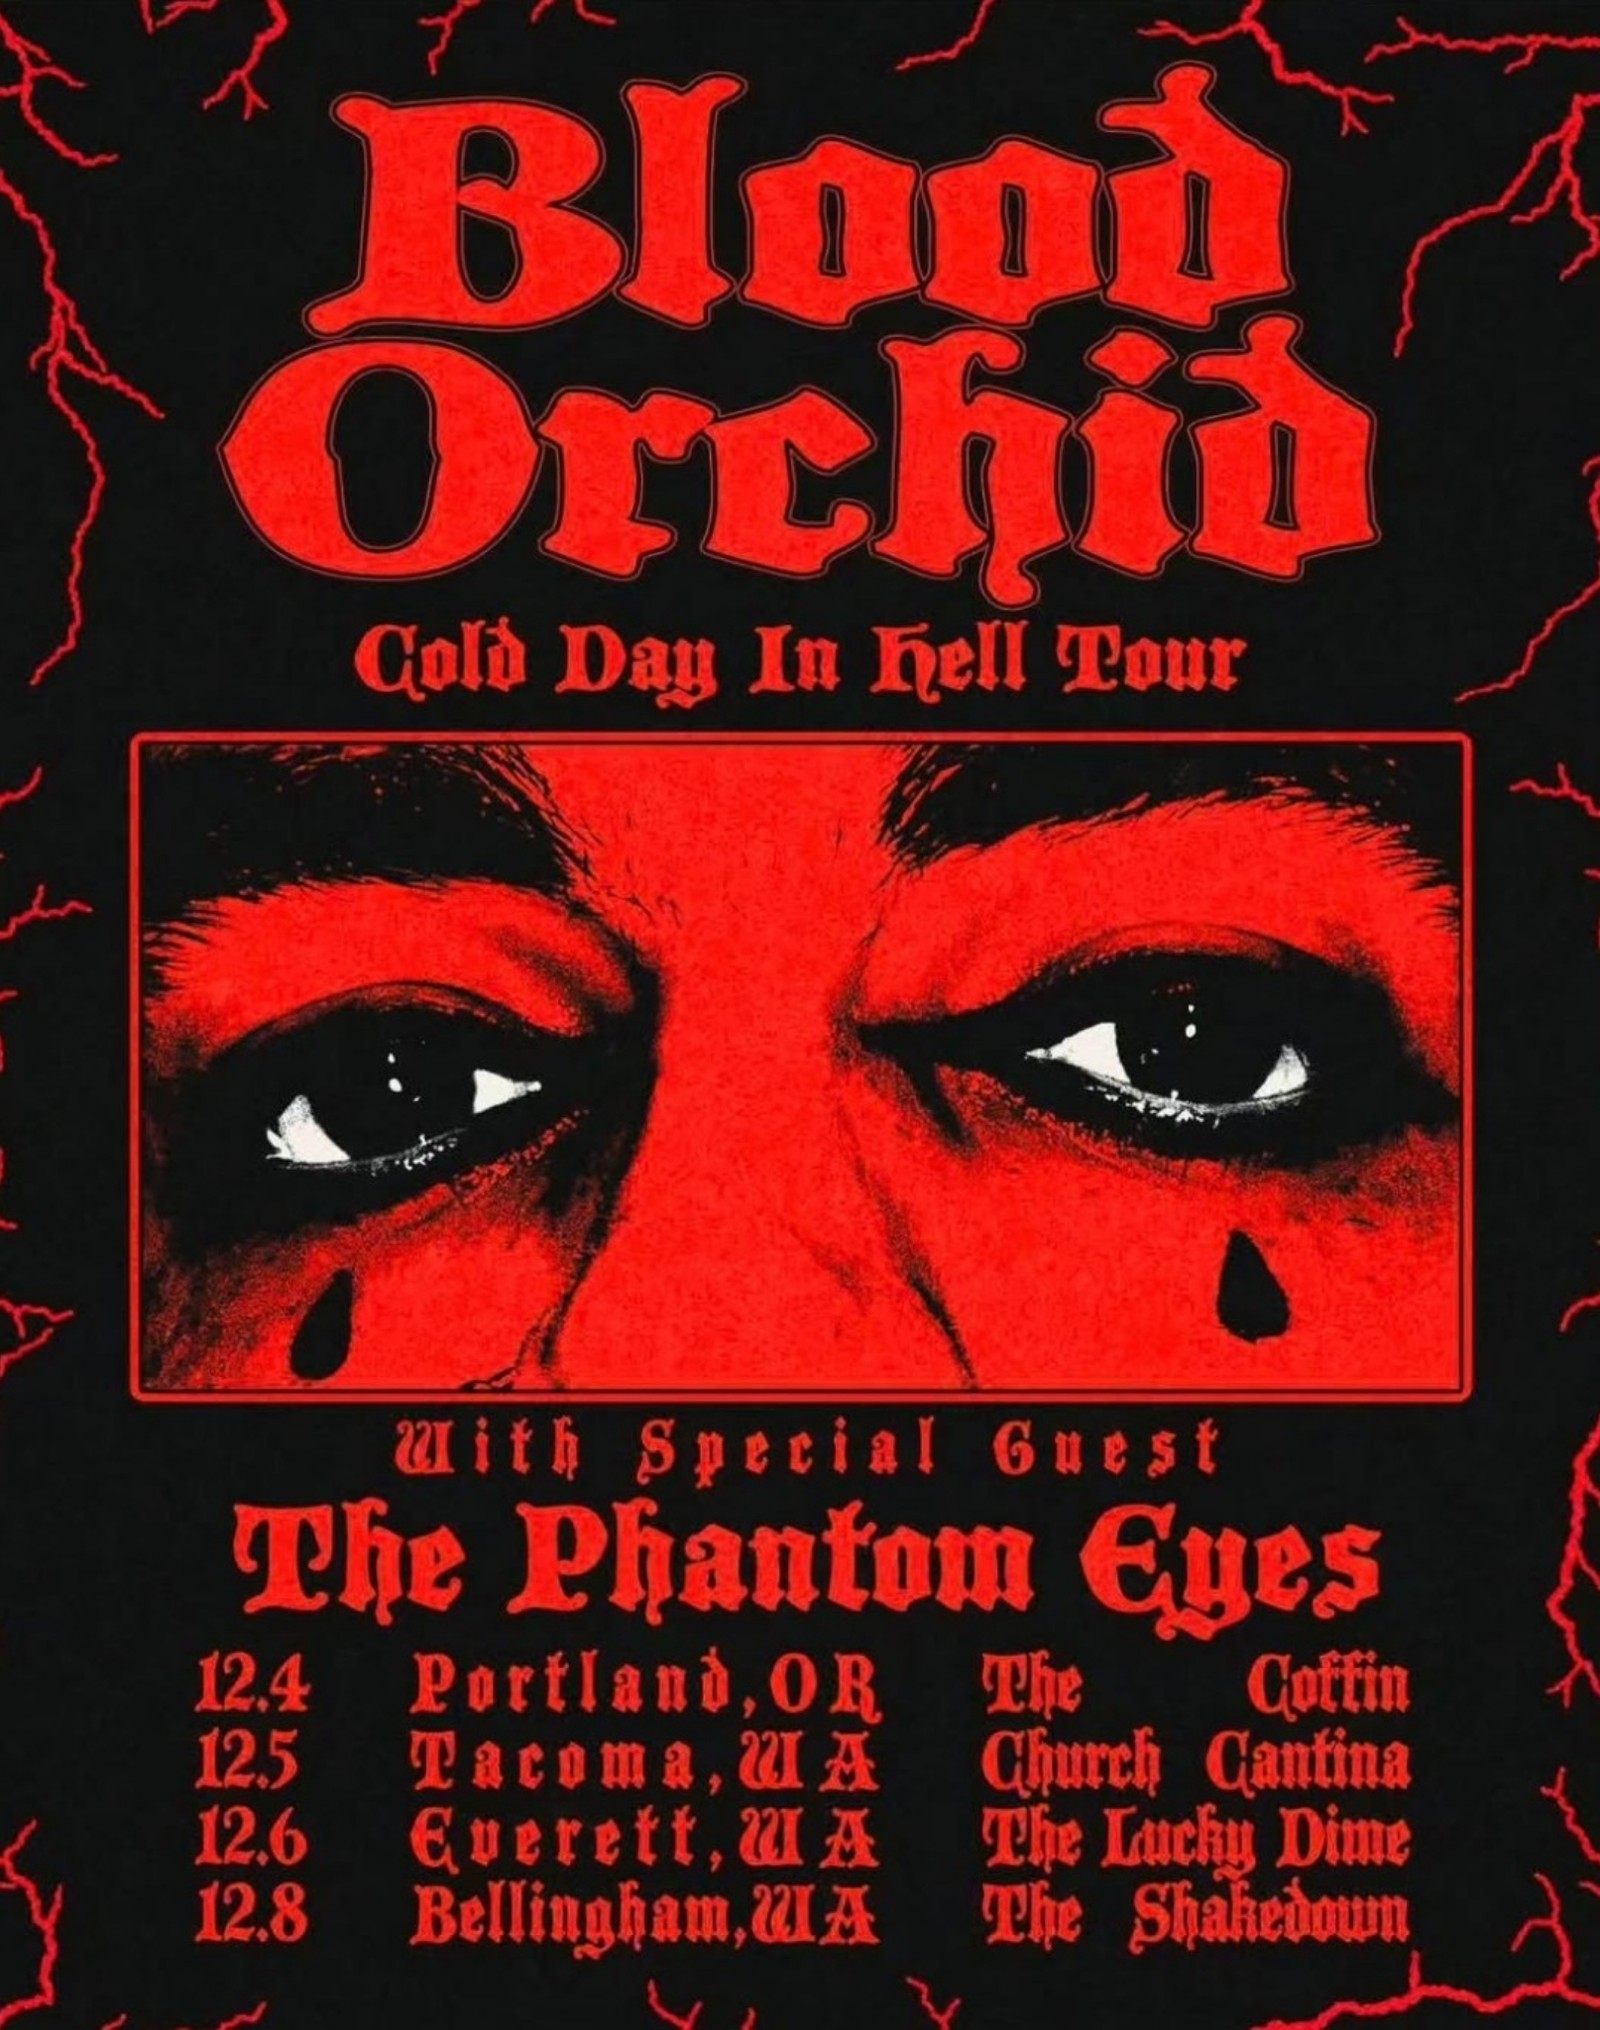 Blood
Orchid
Cold Day In Hell Tour
With Special Guest
The Phantom Eyes
12.4 Portland, OR The Coffin
12.5 Tacoma, WA Church Cantina
12.6 Everett, WA The Lucky Dime
12.8 Bellingham, WA The Shakedown